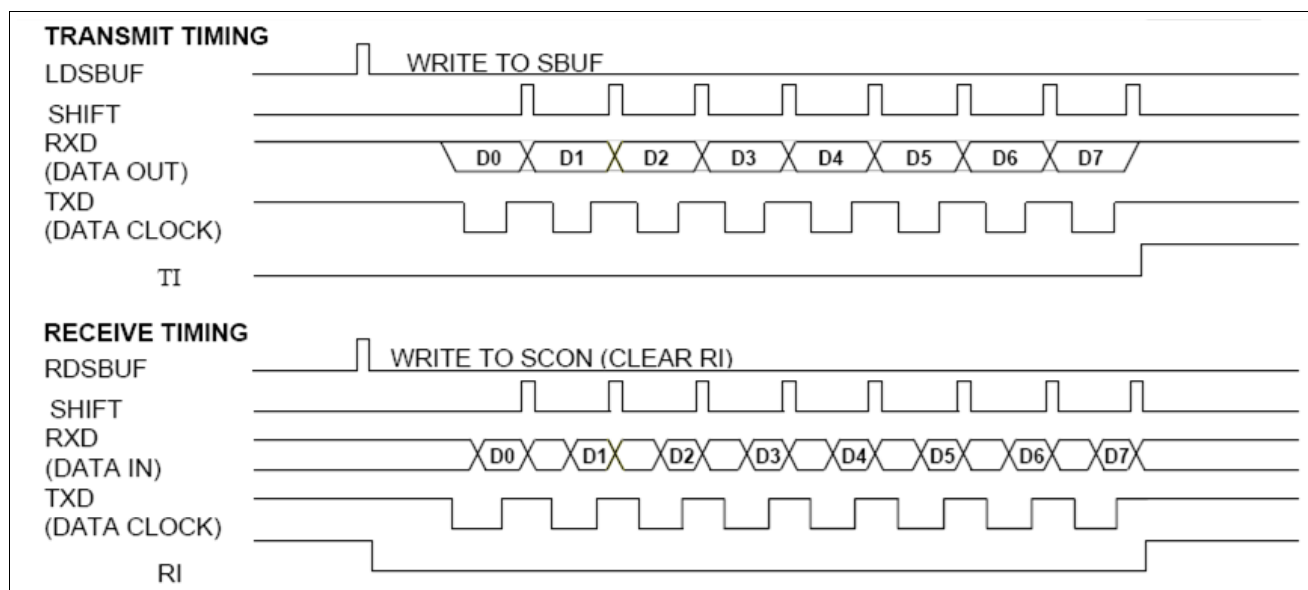 TRANSMIT TIMING
LDSBUF
WRITE TO SBUF
SHIFT
RXD
(DATA OUT)
D0 D1 D2 D3 D4 D5 D6 D7
TXD
(DATA CLOCK)
TI
RECEIVE TIMING
RDSBUF
WRITE TO SCON (CLEAR RI)
SHIFT
RXD
(DATA IN)
D0 D1 D2 D3 D4 D5 D6 D7
TXD
(DATA CLOCK)
RI